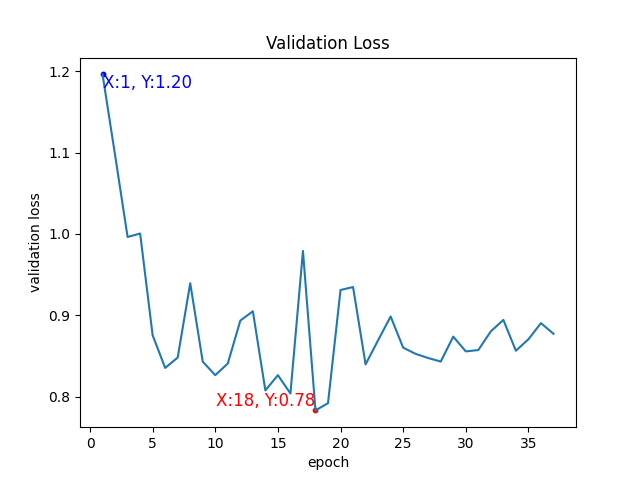 Validation Loss
validation loss
1.2
1.1
1.0
0.9
0.8
X:1, Y:1.20
X:18, Y:0.78
0
5
10
15
20
25
30
35
epoch